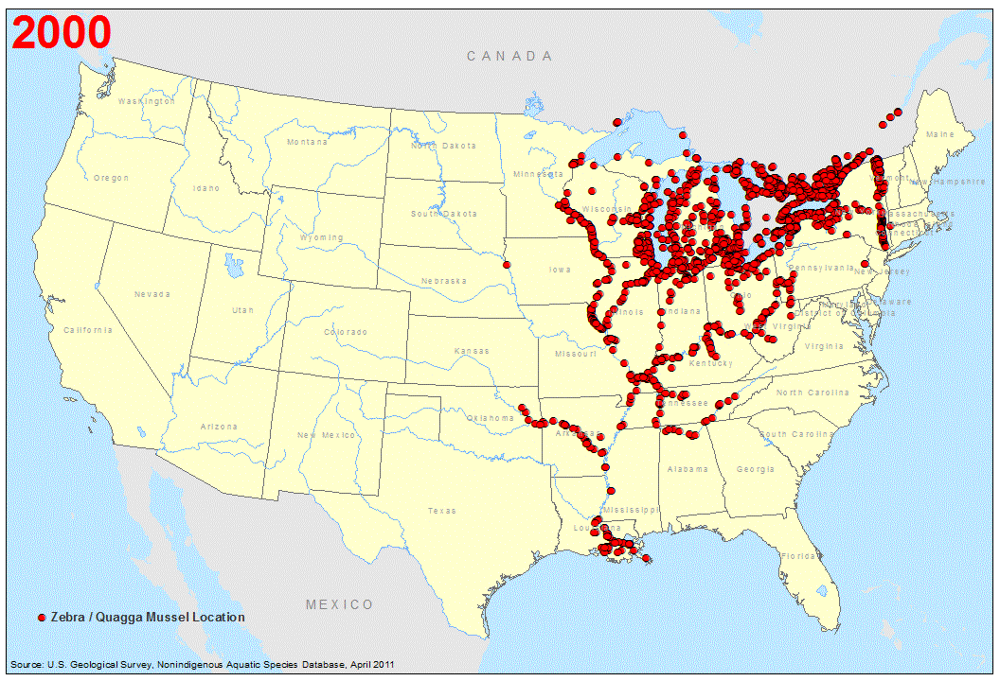 2000
CANADA
Washington
Montana
North Dakota
Minnesota
Maine
Oregon
Idaho
South Dakota
Wisconsin
Vermont
New Hampshire
Massachusetts
Connecticut
Wyoming
Iowa
Nebraska
Pennsylvania
New Jersey
Nevada
Utah
Illinois
Indiana
Ohio
Maryland
Delaware
District of Columbia
California
Colorado
Kansas
Missouri
West Virginia
Virginia
Kentucky
North Carolina
Tennessee
Oklahoma
Arkansas
Arizona
New Mexico
South Carolina
Alabama
Georgia
Texas
Mississippi
Louisiana
Florida
MEXICO
Zebra / Quagga Mussel Location
Source: U.S. Geological Survey, Nonindigenous Aquatic Species Database, April 2011